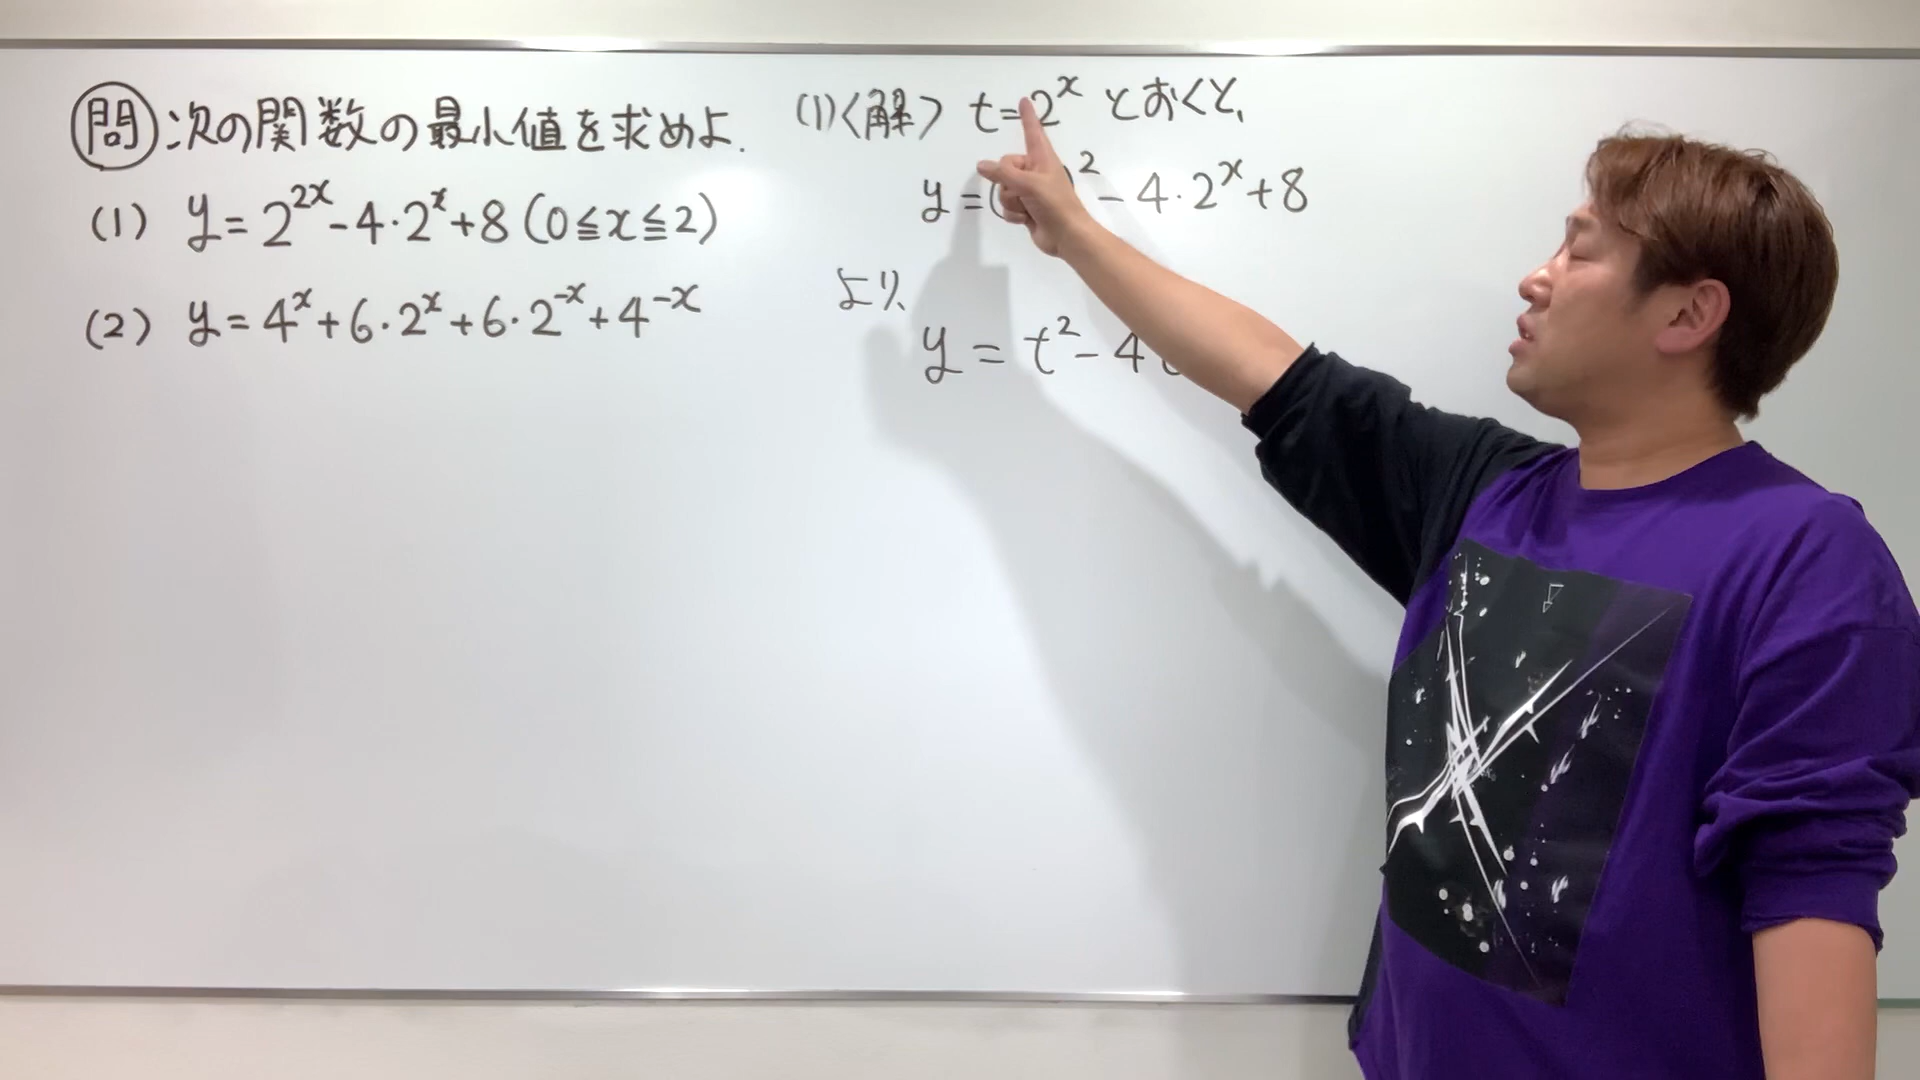 問 次の関数の最小値を求めよ.
(1) y = 2^{2x} - 4・2^x + 8 (0 ≦ x ≦ 2)
(2) y = 4^x + 6・2^x + 6・2^{-x} + 4^{-x}
(1)〈解〉 t = 2^x とおくと、
y = ( )^2 - 4・2^x + 8
より、
y = t^2 - 4